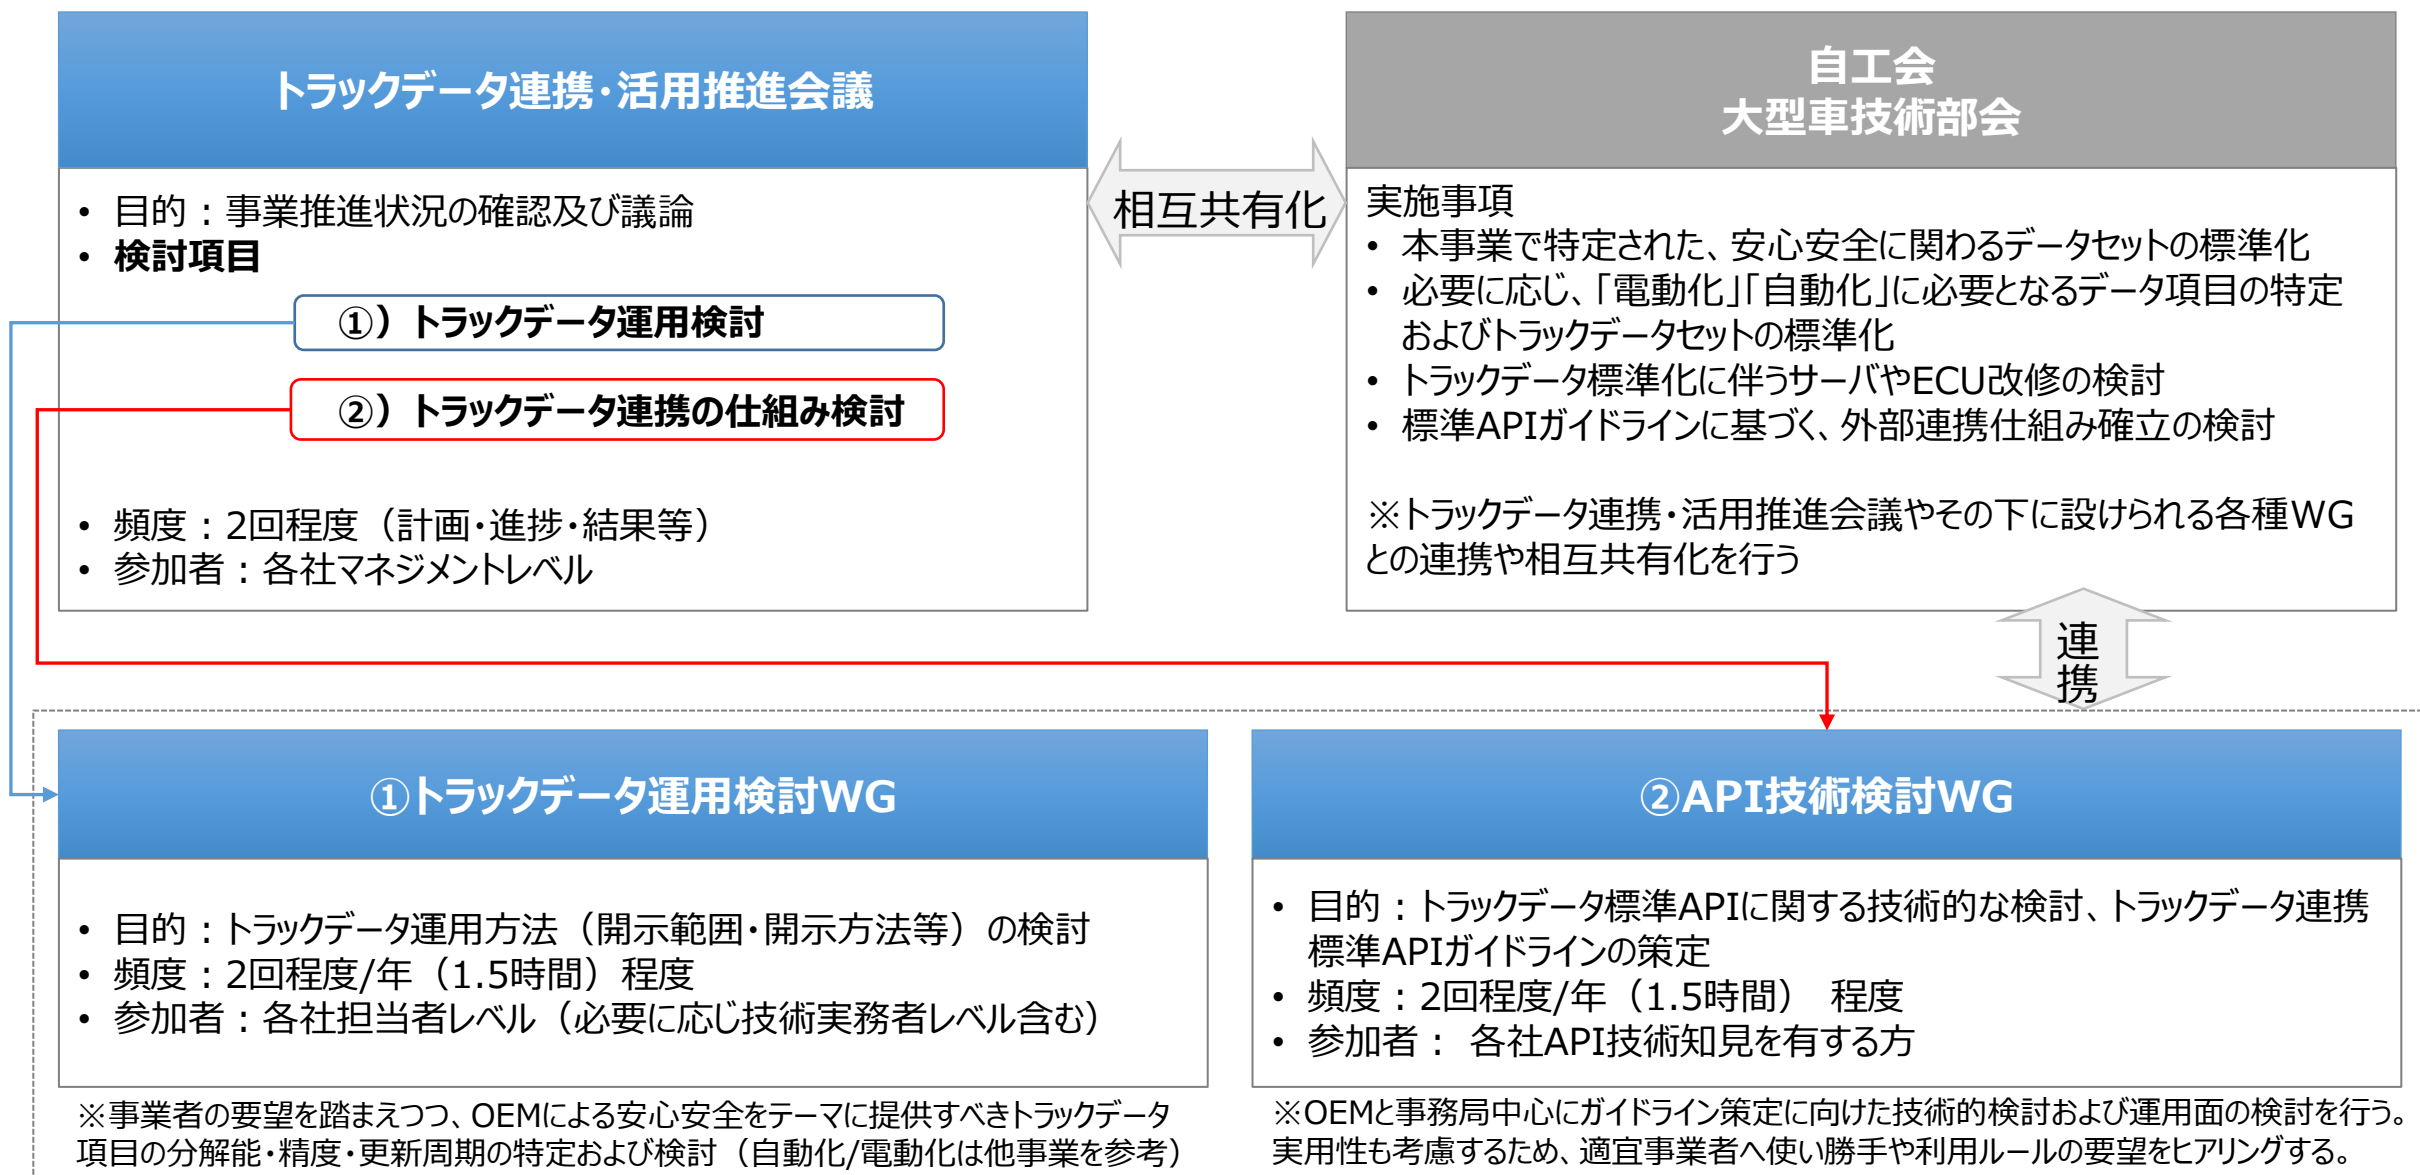 トラックデータ連携・活用推進会議
• 目的：事業推進状況の確認及び議論
• 検討項目
①）トラックデータ運用検討
②）トラックデータ連携の仕組み検討
• 頻度：2回程度（計画・進捗・結果等）
• 参加者：各社マネジメントレベル
相互共有化
自工会
大型車技術部会
実施事項
• 本事業で特定された、安心安全に関わるデータセットの標準化
• 必要に応じ、「電動化」「自動化」に必要となるデータ項目の特定
およびトラックデータセットの標準化
• トラックデータ標準化に伴うサーバやECU改修の検討
• 標準APIガイドラインに基づく、外部連携仕組み確立の検討
※トラックデータ連携・活用推進会議やその下に設けられる各種WG
との連携や相互共有化を行う
連
携
①トラックデータ運用検討WG
• 目的：トラックデータ運用方法（開示範囲・開示方法等）の検討
• 頻度：2回程度/年（1.5時間）程度
• 参加者：各社担当者レベル（必要に応じ技術実務者レベル含む）
※事業者の要望を踏まえつつ、OEMによる安心安全をテーマに提供すべきトラックデータ
項目の分解能・精度・更新周期の特定および検討（自動化/電動化は他事業を参考）
②API技術検討WG
• 目的：トラックデータ標準APIに関する技術的な検討、トラックデータ連携
標準APIガイドラインの策定
• 頻度：2回程度/年（1.5時間） 程度
• 参加者： 各社API技術知見を有する方
※OEMと事務局中心にガイドライン策定に向けた技術的検討および運用面の検討を行う。
実用性も考慮するため、適宜事業者へ使い勝手や利用ルールの要望をヒアリングする。